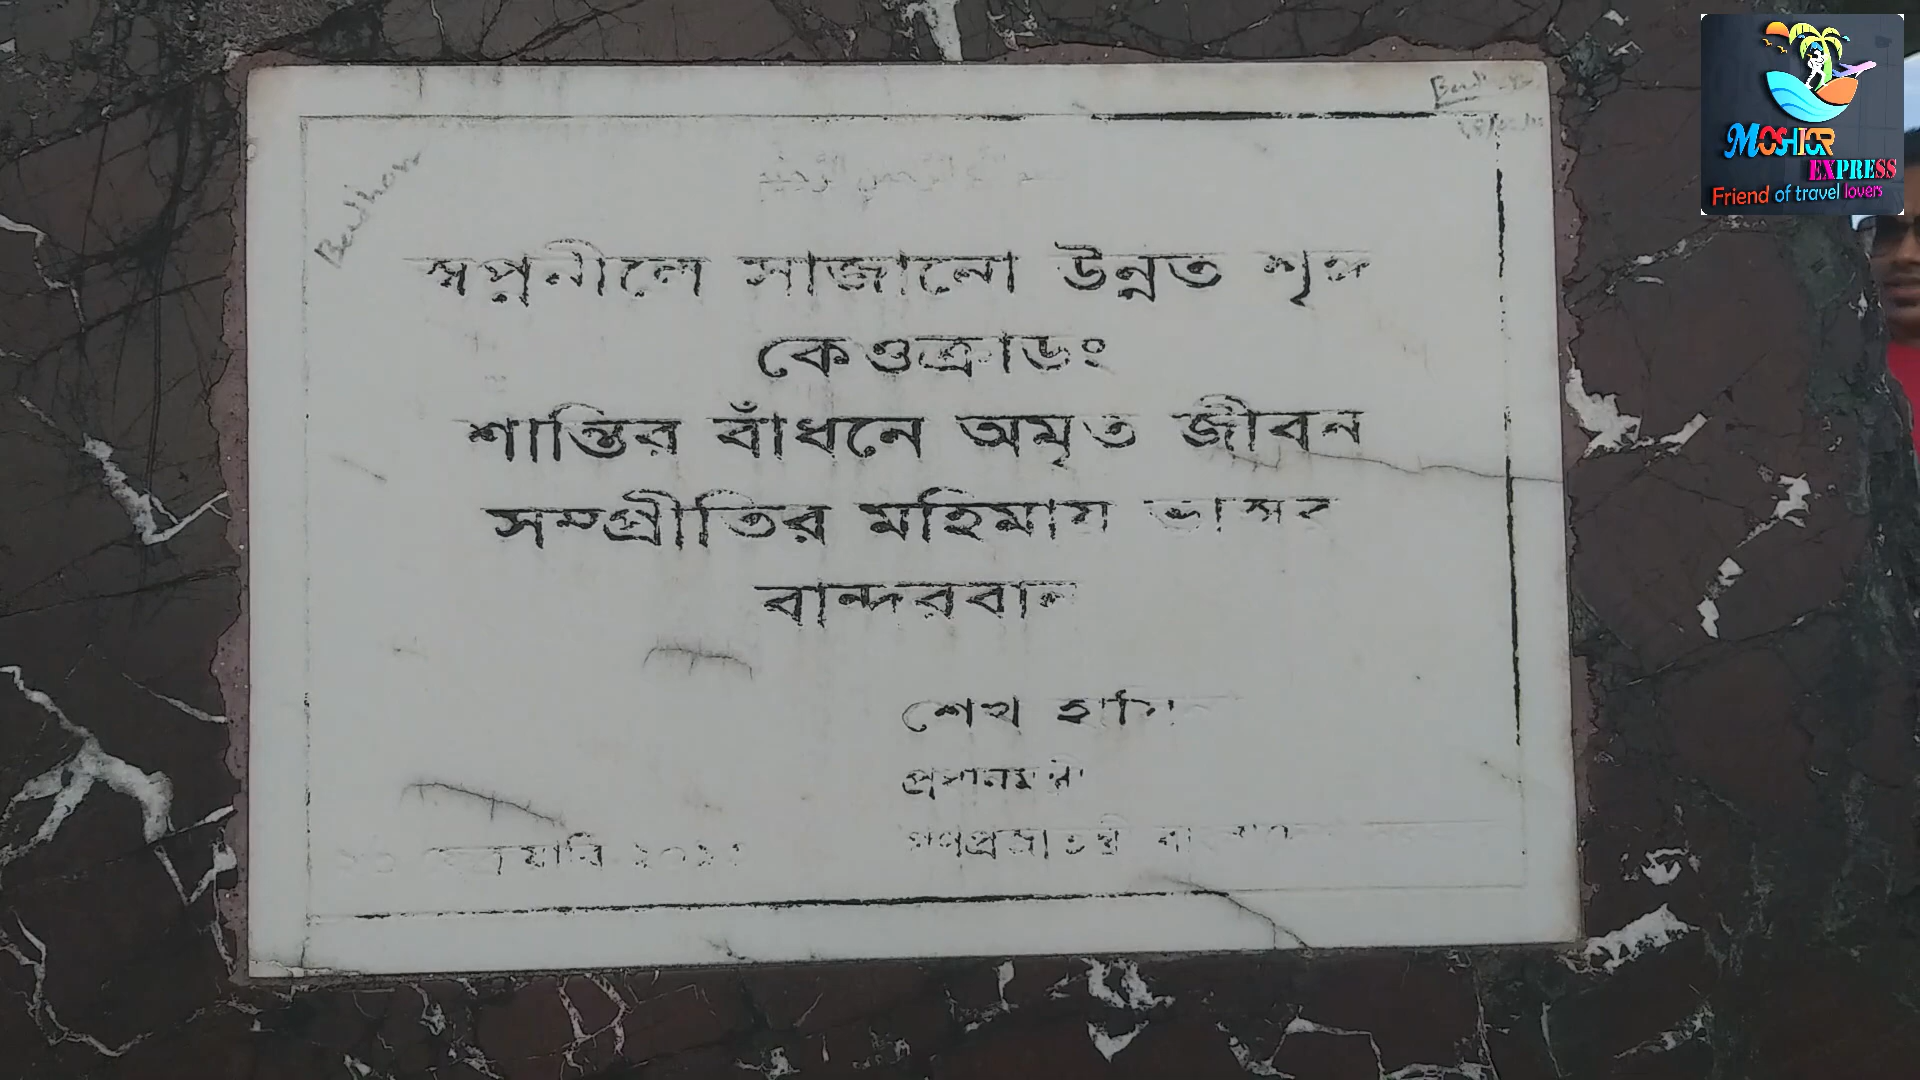 MOSHIOR
EXPRESS
Friend of travel lovers
স্বপ্ননীলে সাজানো উন্নত শৃঙ্গ
কেওক্রাডং
শান্তির বাঁধনে অমৃত জীবন
সম্প্রীতির মহিমায় ভাস্বর
বান্দরবান
শেখ হাসিনা
প্রধানমন্ত্রী
গণপ্রজাতন্ত্রী